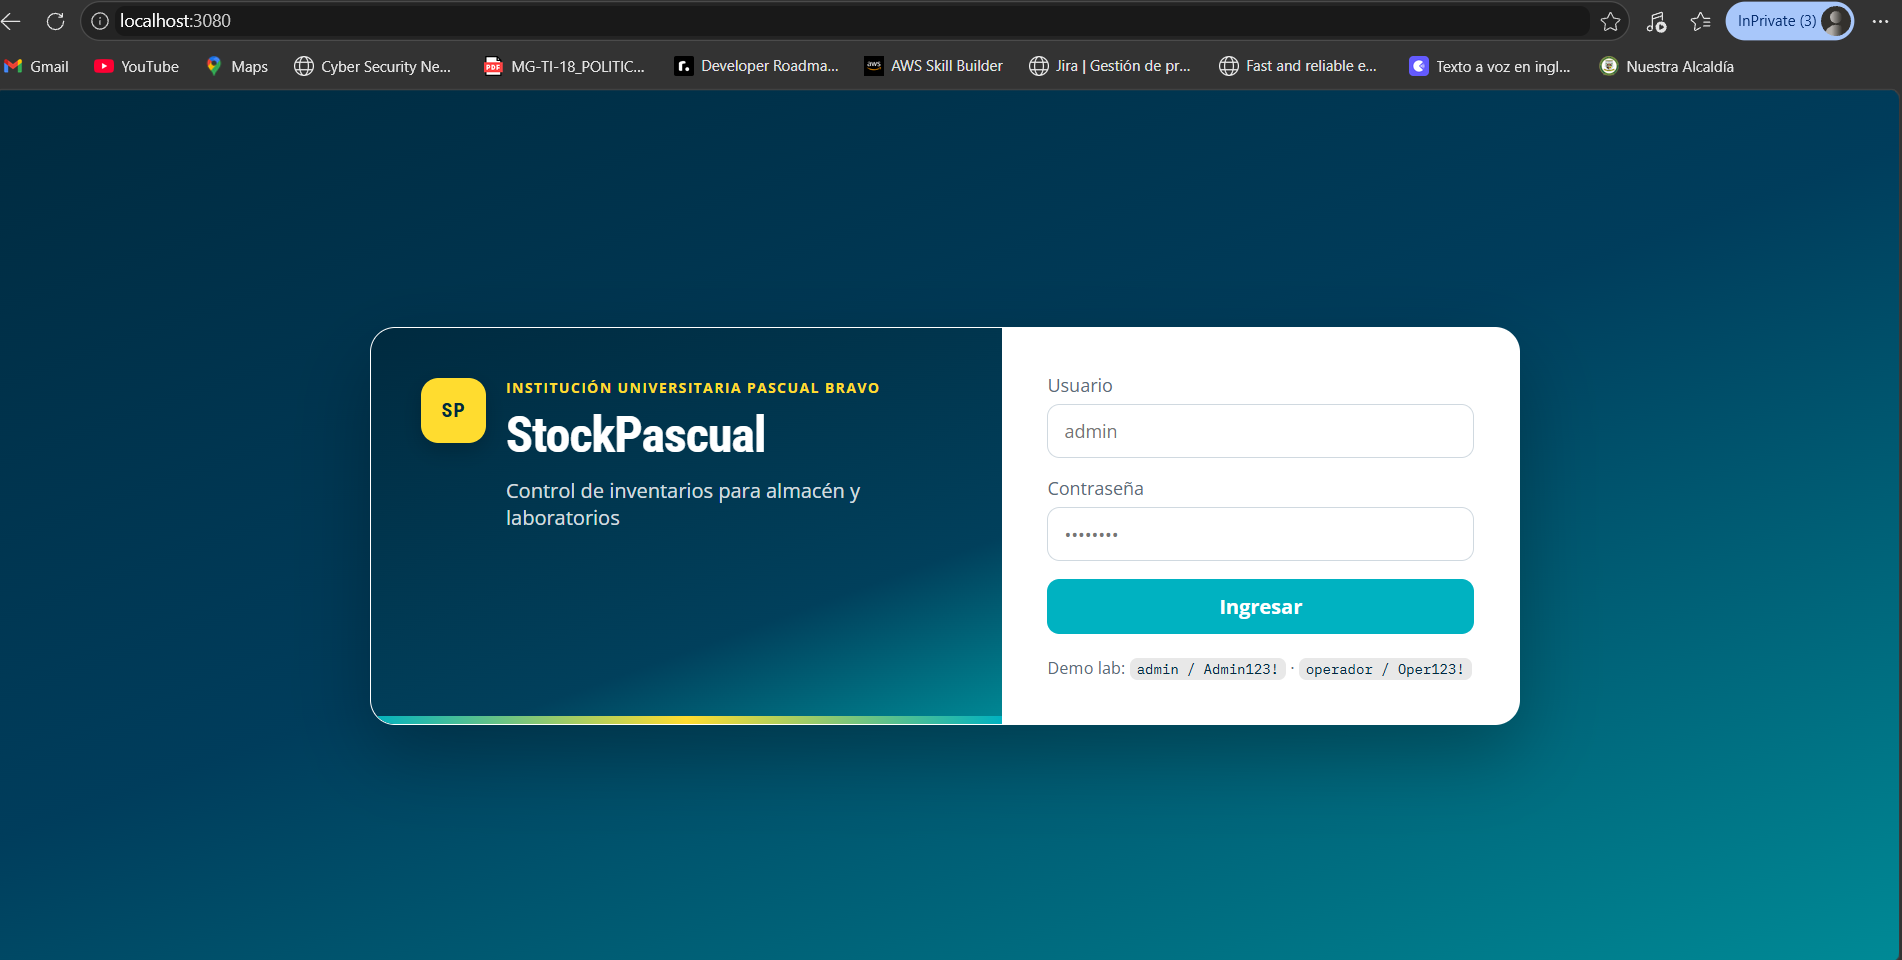 localhost:3080
InPrivate (3)
Gmail
YouTube
Maps
Cyber Security Ne...
PDF
MG-TI-18_POLITIC...
r.
Developer Roadma...
aws
AWS Skill Builder
Jira | Gestión de pr...
Fast and reliable e...
Texto a voz en ingl...
Nuestra Alcaldía
SP
INSTITUCIÓN UNIVERSITARIA PASCUAL BRAVO
StockPascual
Control de inventarios para almacén y
laboratorios
Usuario
admin
Contraseña
••••••••
Ingresar
Demo lab: admin / Admin123! · operador / Oper123!